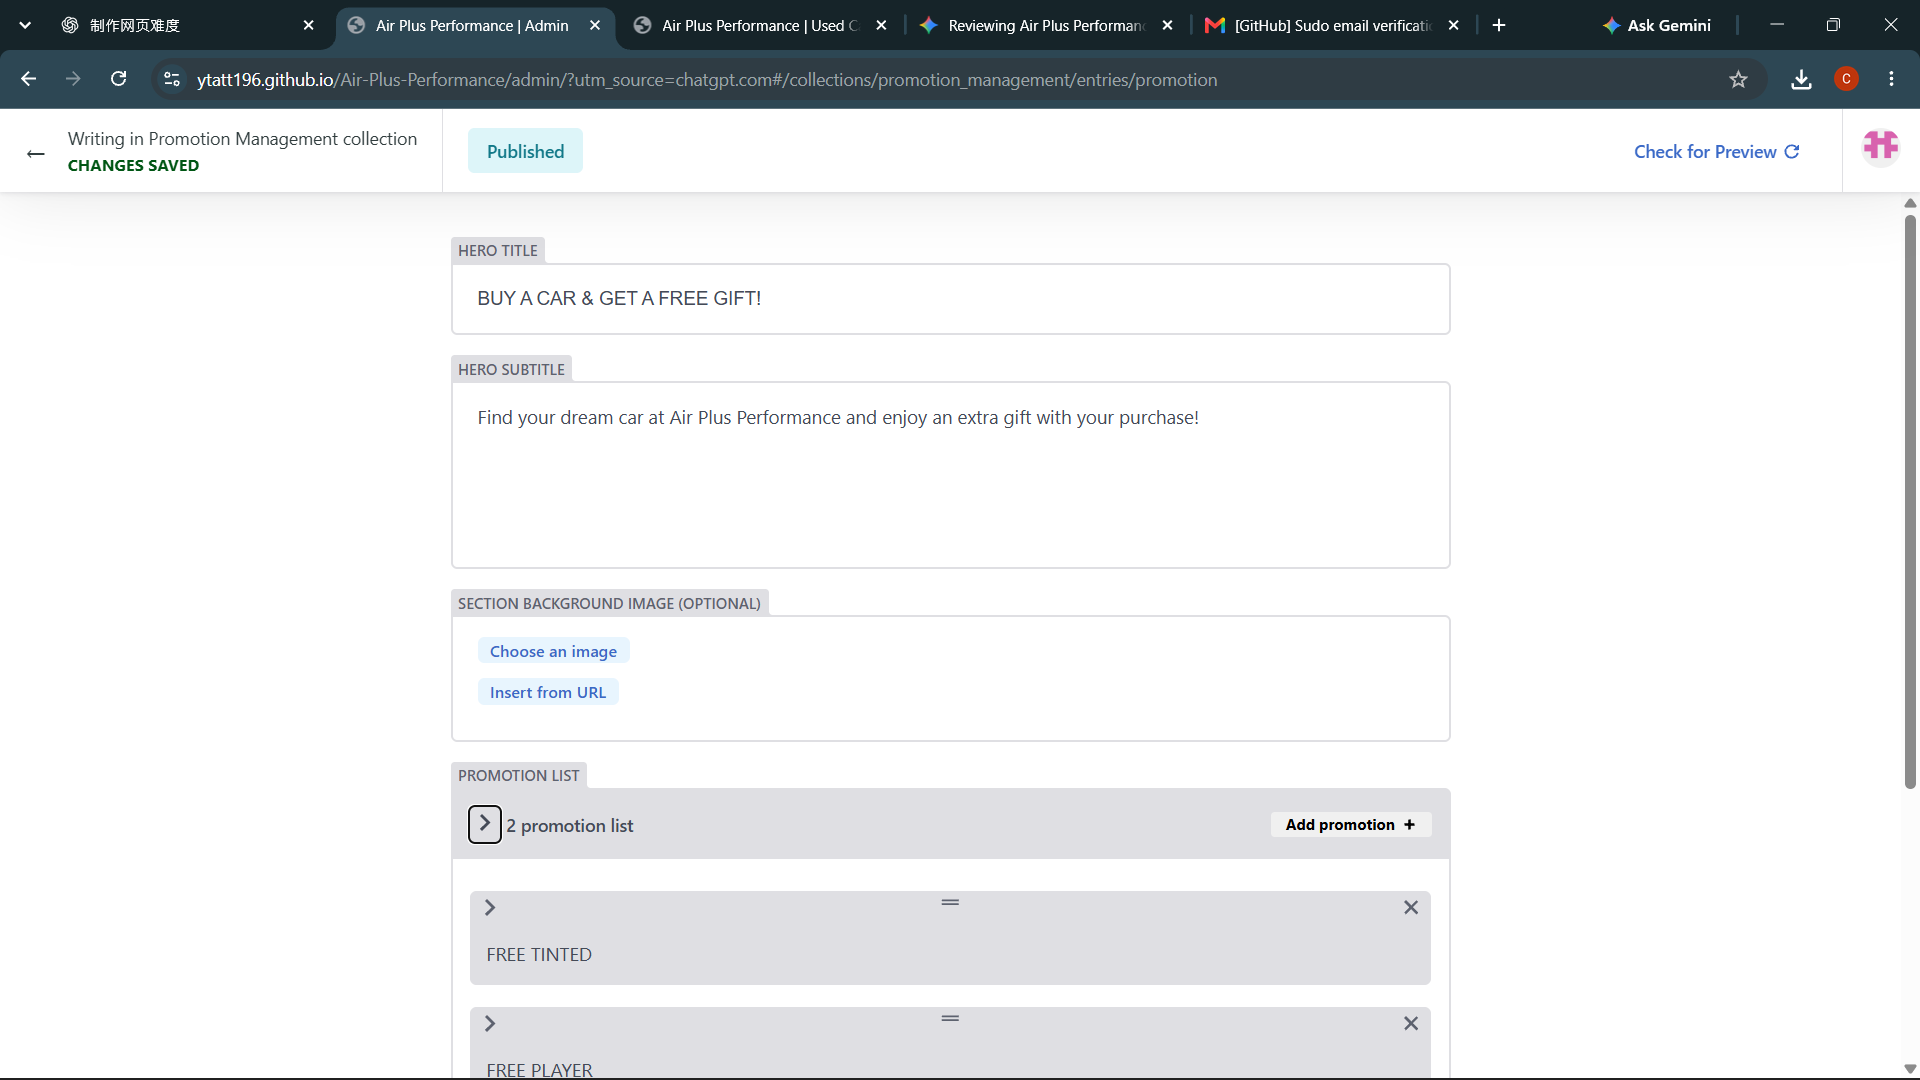 制作网页难度
Air Plus Performance | Admin
Air Plus Performance | Used C
Reviewing Air Plus Performan
[GitHub] Sudo email verificati
Ask Gemini
ytatt196.github.io/Air-Plus-Performance/admin/?utm_source=chatgpt.com#/collections/promotion_management/entries/promotion
C
Writing in Promotion Management collection
CHANGES SAVED
Published
Check for Preview
HERO TITLE
BUY A CAR & GET A FREE GIFT!
HERO SUBTITLE
Find your dream car at Air Plus Performance and enjoy an extra gift with your purchase!
SECTION BACKGROUND IMAGE (OPTIONAL)
Choose an image
Insert from URL
PROMOTION LIST
2 promotion list
Add promotion +
FREE TINTED
FREE PLAYER